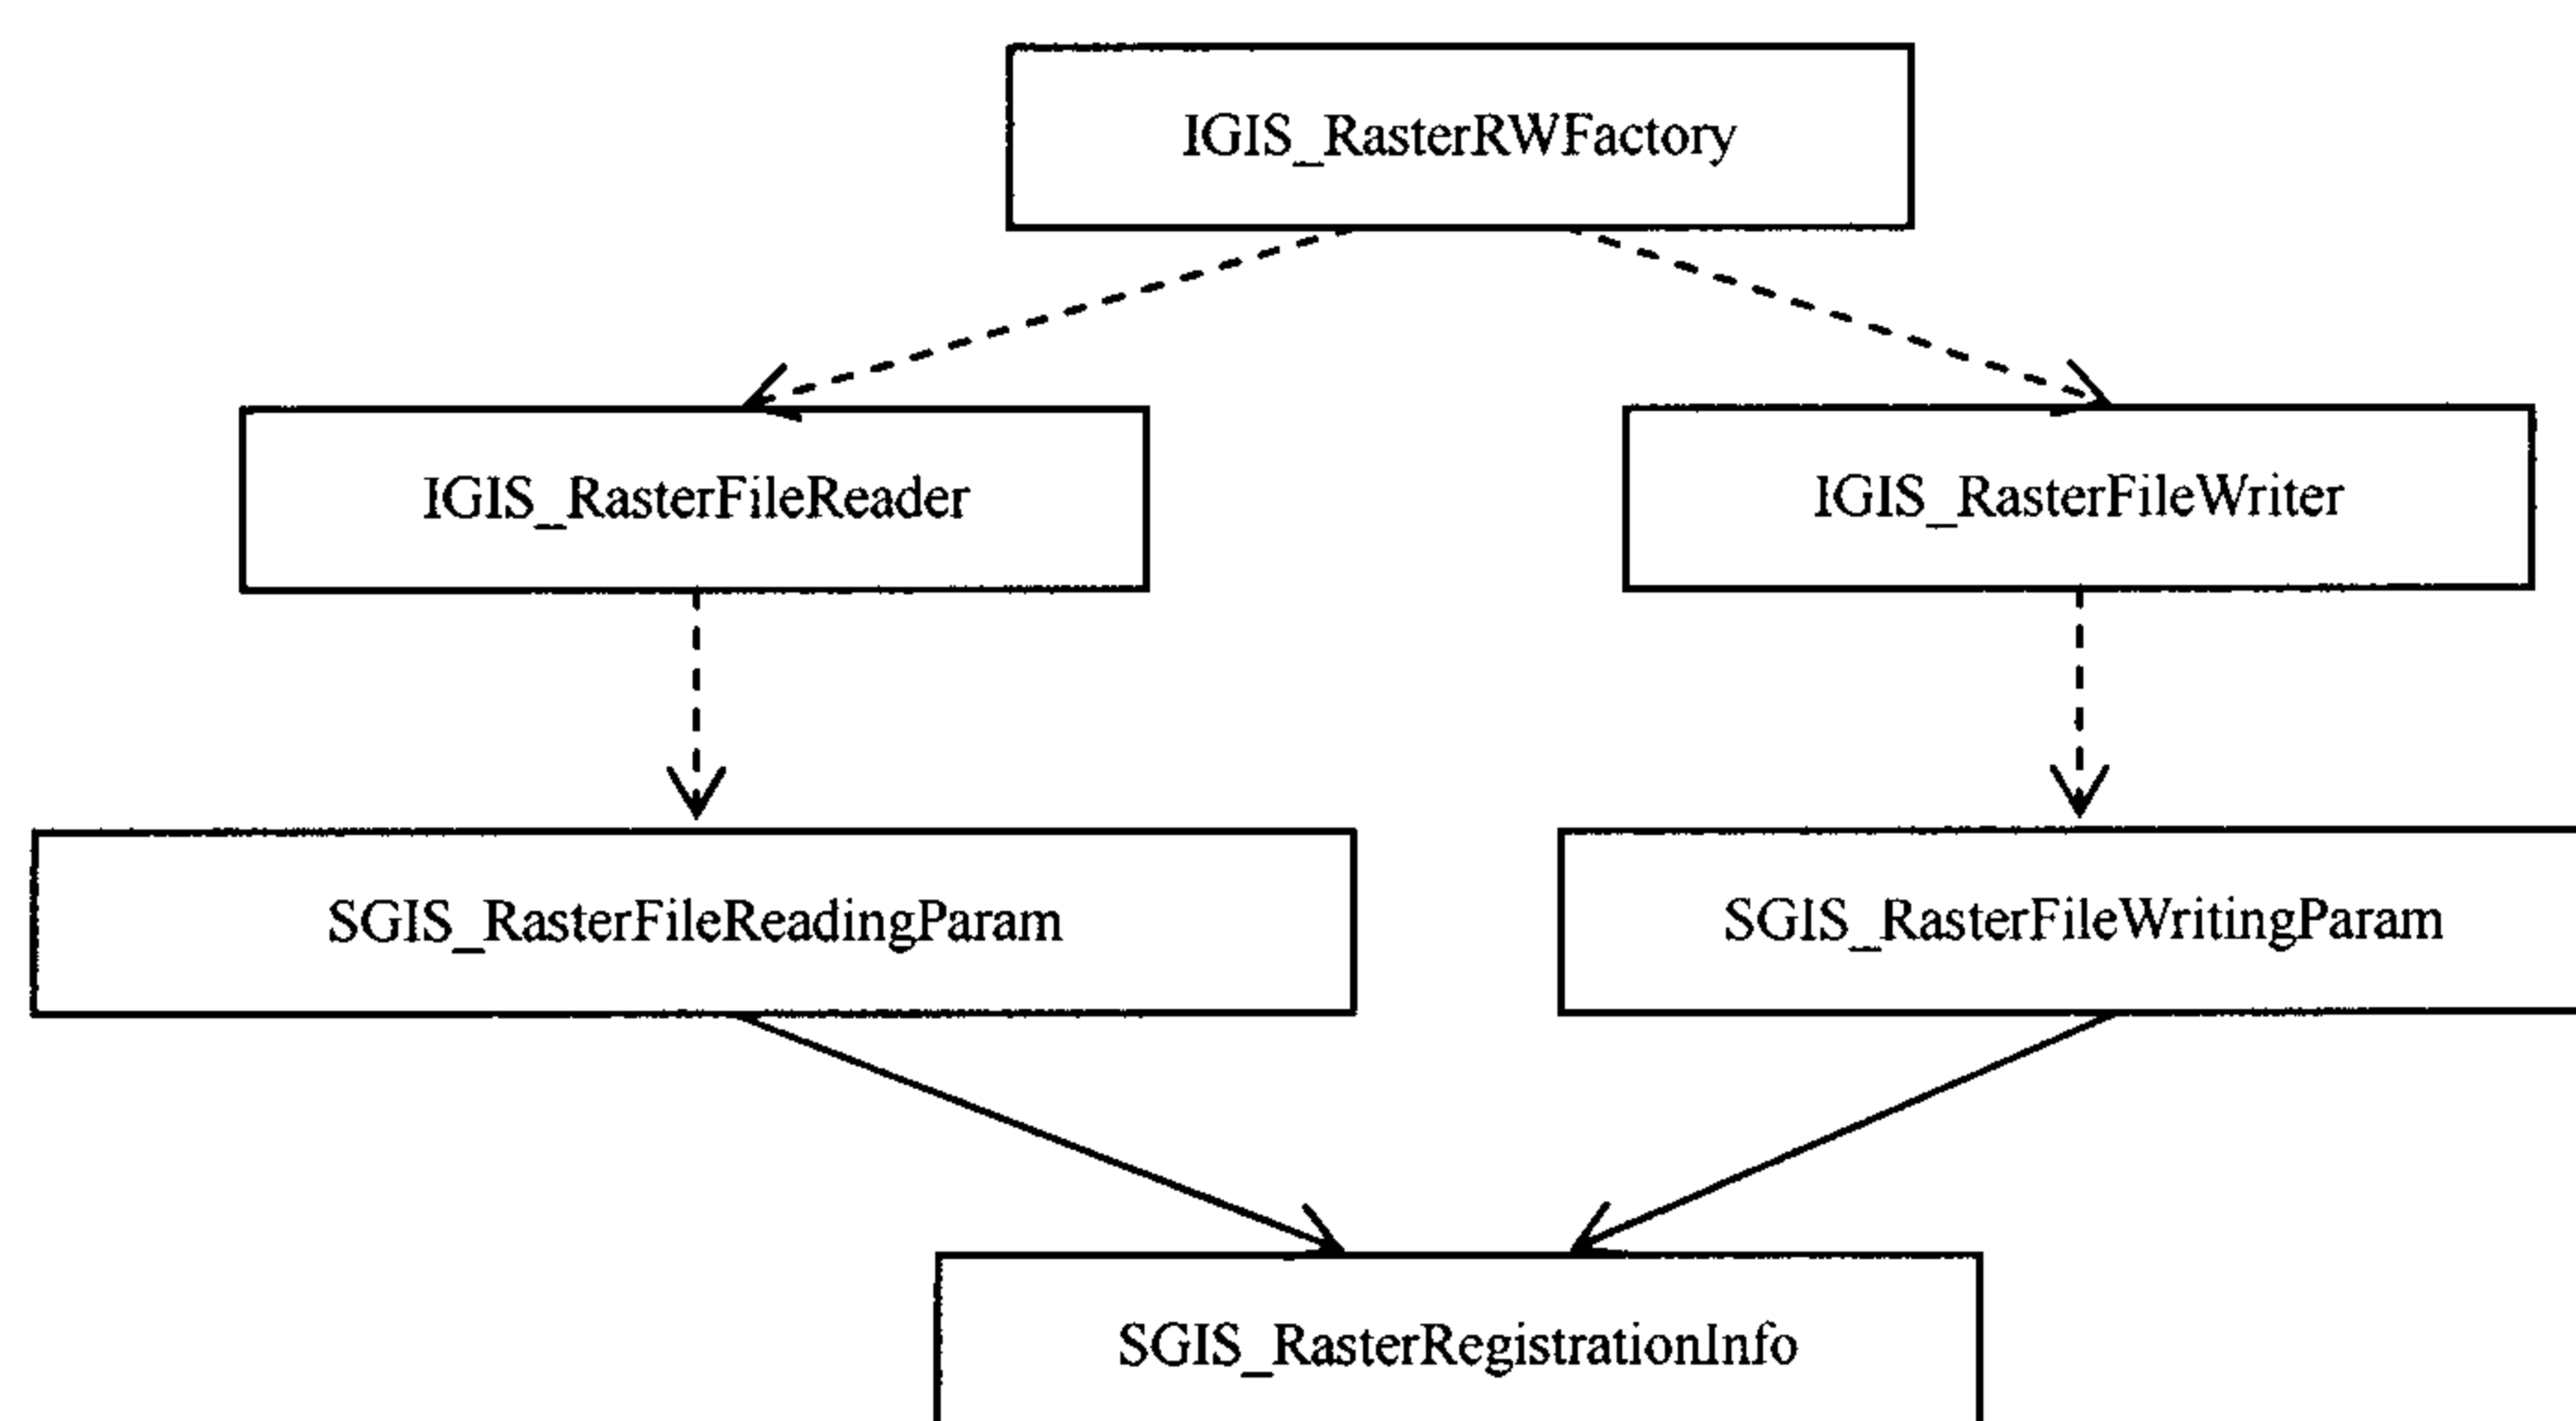 IGIS_RasterRWFactory
IGIS_RasterFileReader
IGIS_RasterFileWriter
SGIS_RasterFileReadingParam
SGIS_RasterFileWritingParam
SGIS_RasterRegistrationInfo